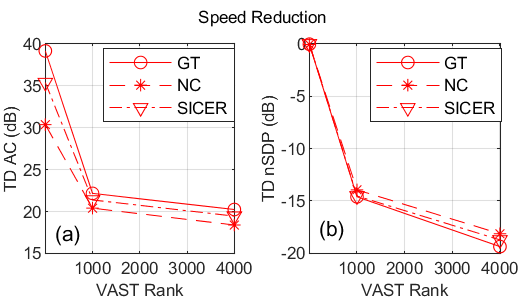 Speed Reduction
TD AC (dB)
40
35
30
25
20
15
GT
NC
SICER
(a)
1000 2000 3000 4000
VAST Rank
TD nSDP (dB)
0
-5
-10
-15
-20
GT
NC
SICER
(b)
1000 2000 3000 4000
VAST Rank